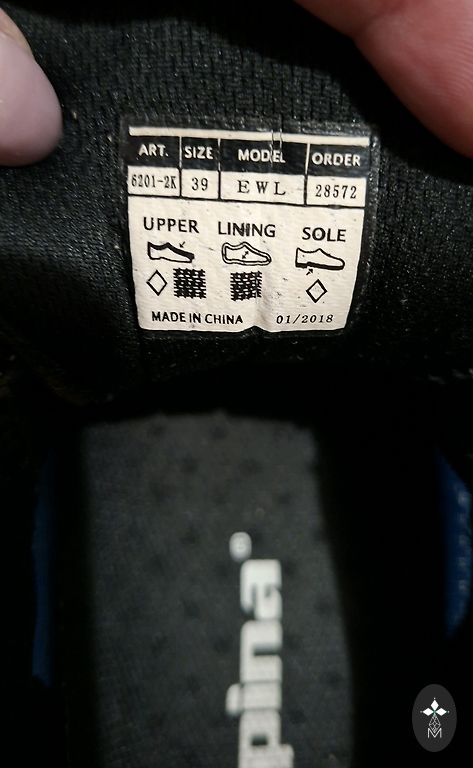 ART. SIZE MODEL ORDER
6201-2K 39 EWL 28572
UPPER LINING SOLE
MADE IN CHINA 01/2018
pina®
M